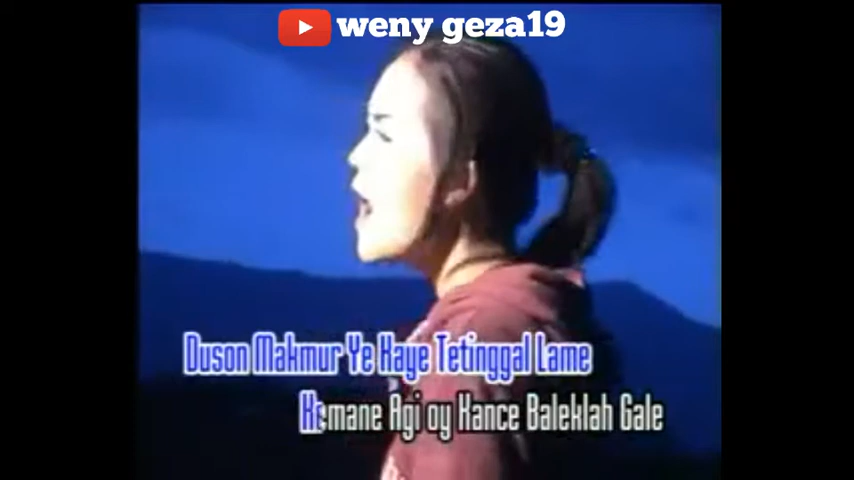 weny geza19
Duson Makmur Ye Kaye Tetinggal Lame
Kemane Agi oy Kance Baleklah Gale